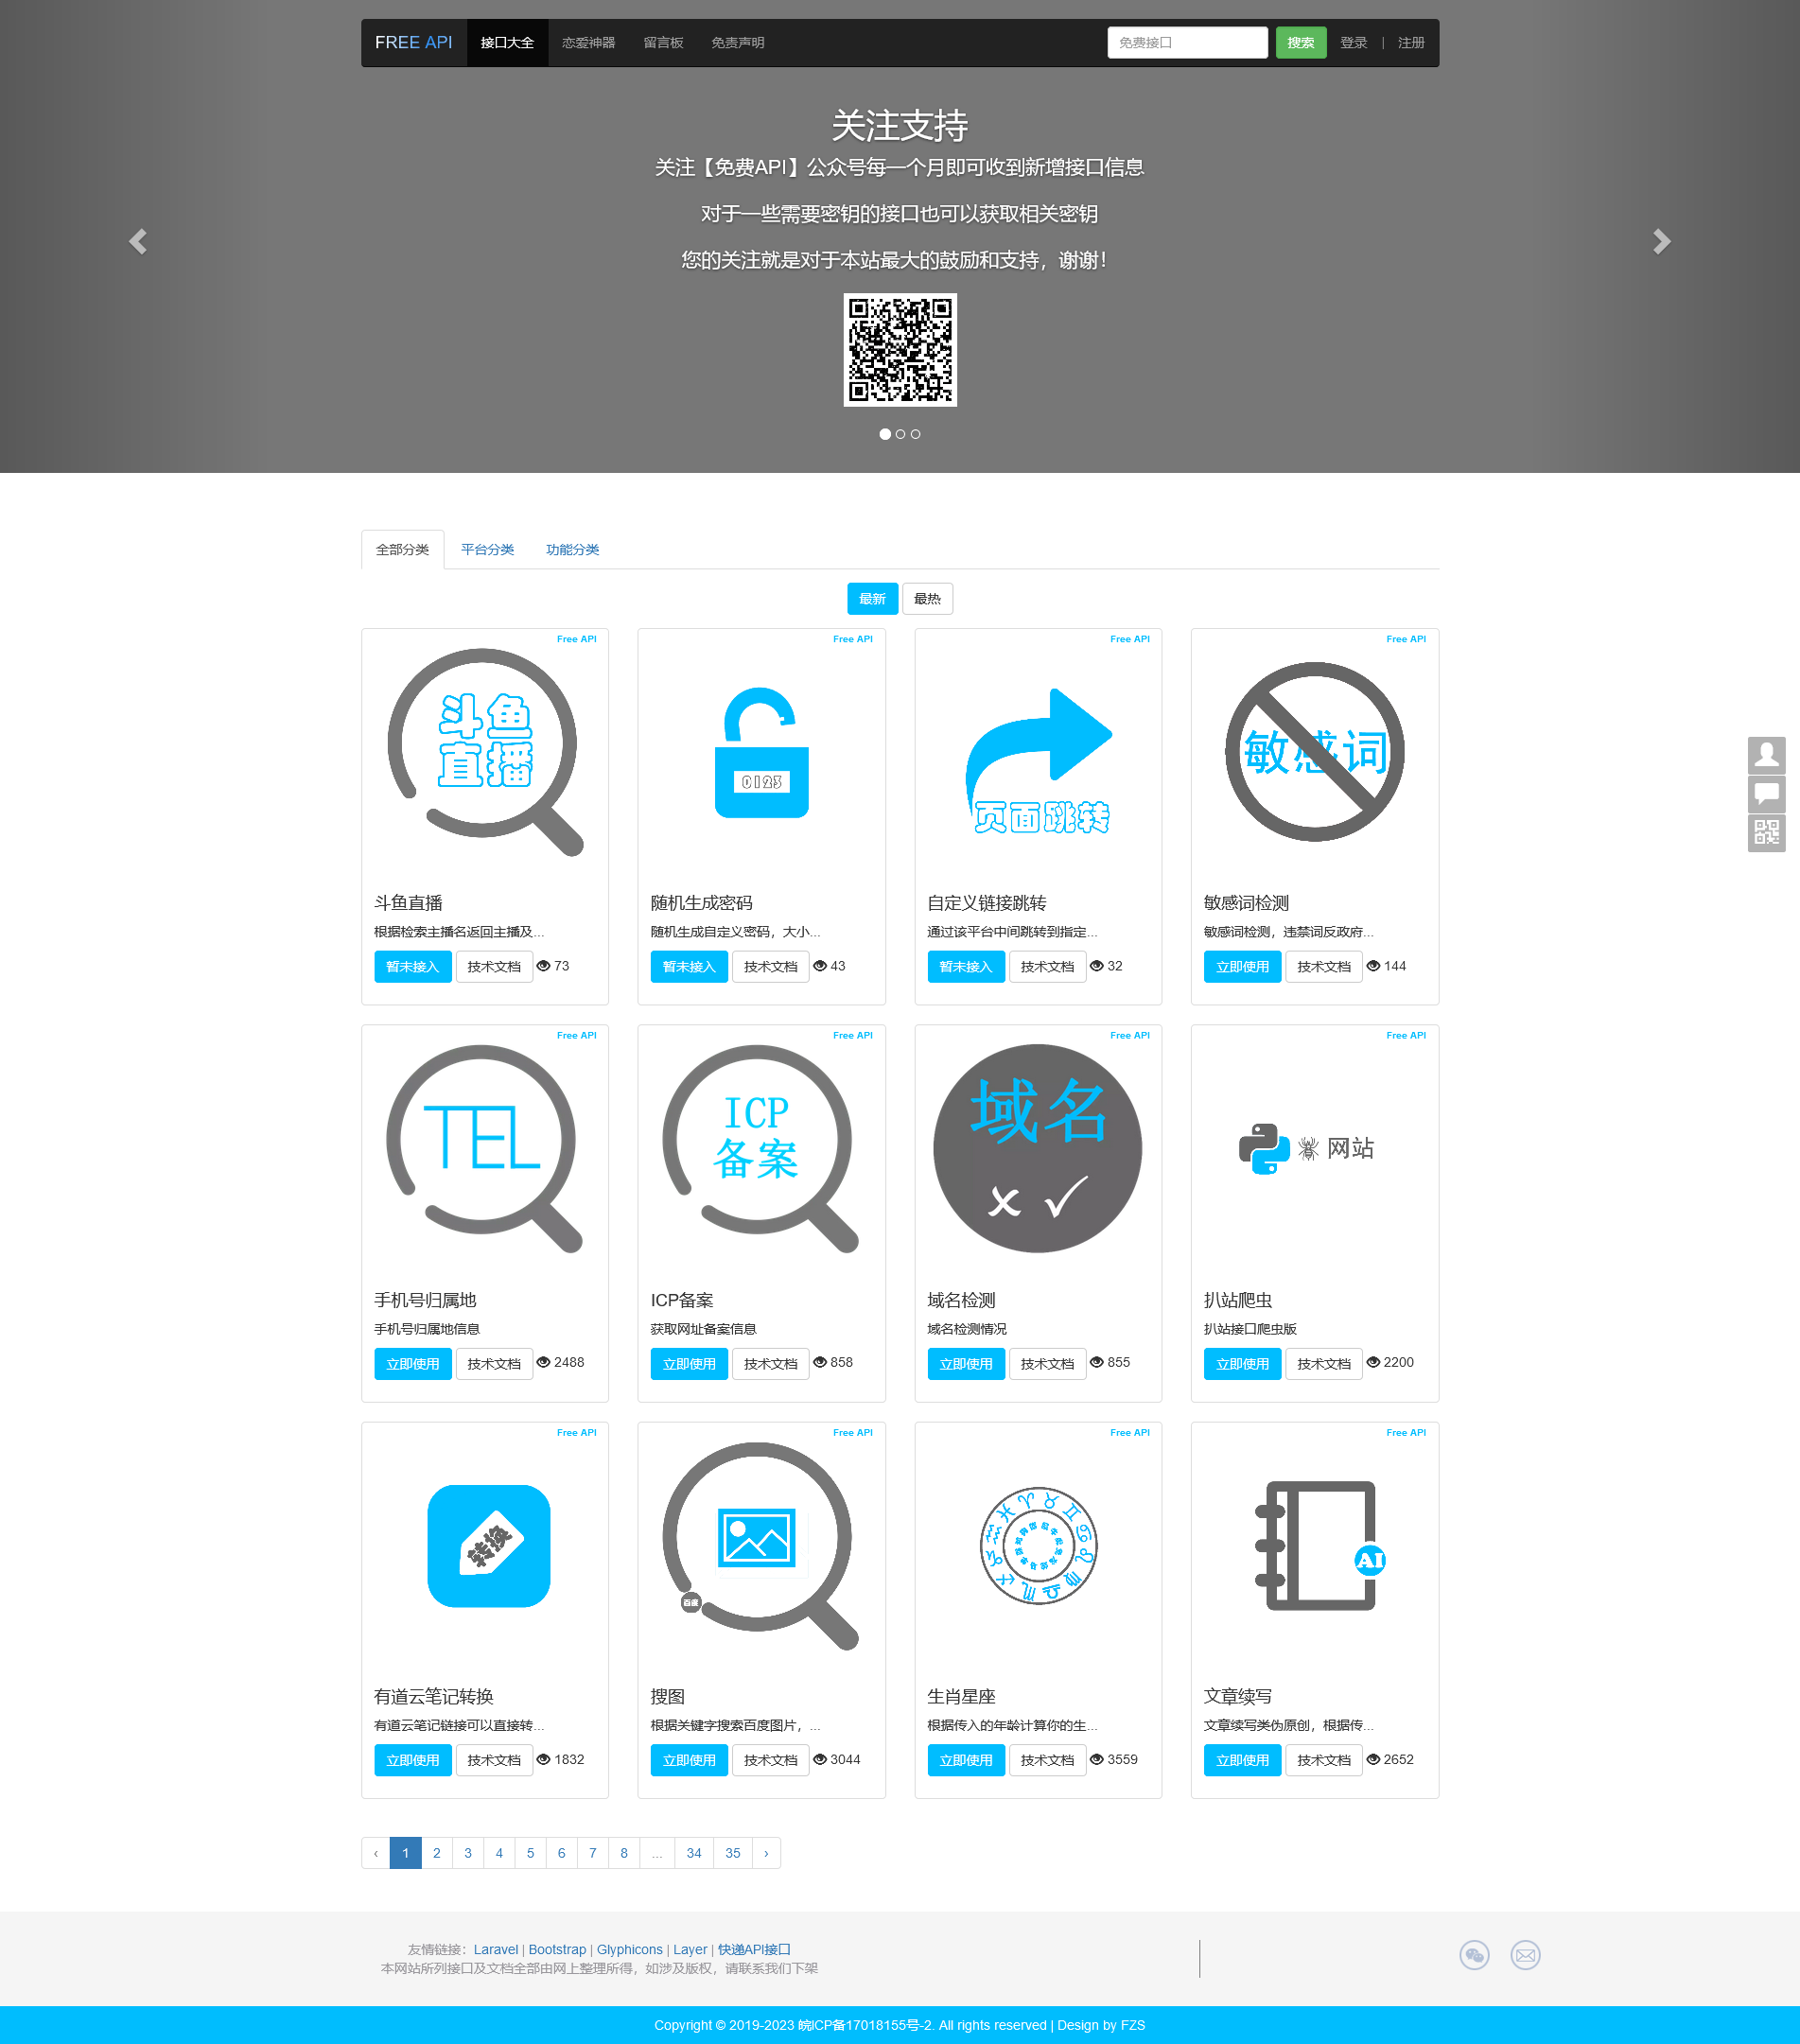 FREE API 接口大全 恋爱神器 留言板 免责声明 免费接口 搜索 登录 | 注册
关注支持
关注【免费API】公众号每一个月即可收到新增接口信息
对于一些需要密钥的接口也可以获取相关密钥
您的关注就是对于本站最大的鼓励和支持，谢谢！
全部分类 平台分类 功能分类
最新 最热
Free API
斗鱼
直播
斗鱼直播
根据检索主播名返回主播及...
暂未接入 技术文档 73
Free API
0123
随机生成密码
随机生成自定义密码，大小...
暂未接入 技术文档 43
Free API
页面跳转
自定义链接跳转
通过该平台中间跳转到指定...
暂未接入 技术文档 32
Free API
敏感词
敏感词检测
敏感词检测，违禁词反政府...
立即使用 技术文档 144
Free API
TEL
手机号归属地
手机号归属地信息
立即使用 技术文档 2488
Free API
ICP
备案
ICP备案
获取网址备案信息
立即使用 技术文档 858
Free API
域名
域名检测
域名检测情况
立即使用 技术文档 855
Free API
网站
扒站爬虫
扒站接口爬虫版
立即使用 技术文档 2200
Free API
转换
有道云笔记转换
有道云笔记链接可以直接转...
立即使用 技术文档 1832
Free API
百度
搜图
根据关键字搜索百度图片，...
立即使用 技术文档 3044
Free API
生肖星座
根据传入的年龄计算你的生...
立即使用 技术文档 3559
Free API
AI
文章续写
文章续写类伪原创，根据传...
立即使用 技术文档 2652
‹ 1 2 3 4 5 6 7 8 ... 34 35 ›
友情链接：Laravel | Bootstrap | Glyphicons | Layer | 快递API接口
本网站所列接口及文档全部由网上整理所得，如涉及版权，请联系我们下架
Copyright © 2019-2023 皖ICP备17018155号-2. All rights reserved | Design by FZS